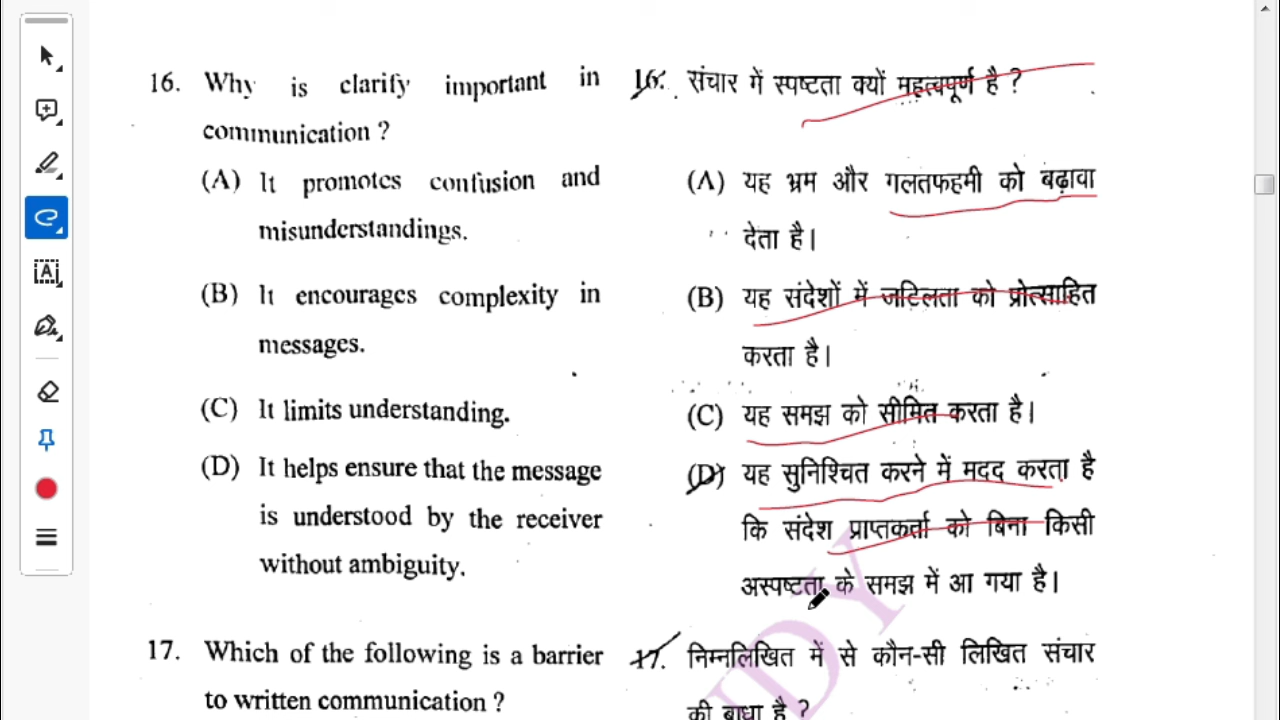 16. Why is clarify important in
communication ?
(A) It promotes confusion and
misunderstandings.
(B) It encourages complexity in
messages.
(C) It limits understanding.
(D) It helps ensure that the message
is understood by the receiver
without ambiguity.
17. Which of the following is a barrier
to written communication ?
16. संचार में स्पष्टता क्यों महत्वपूर्ण है ?
(A) यह भ्रम और गलतफहमी को बढ़ावा
देता है।
(B) यह संदेशों में जटिलता को प्रोत्साहित
करता है।
(C) यह समझ को सीमित करता है।
(D) यह सुनिश्चित करने में मदद करता है
कि संदेश प्राप्तकर्ता को बिना किसी
अस्पष्टता के समझ में आ गया है।
17. निम्नलिखित में से कौन-सी लिखित संचार
की बाधा है ?